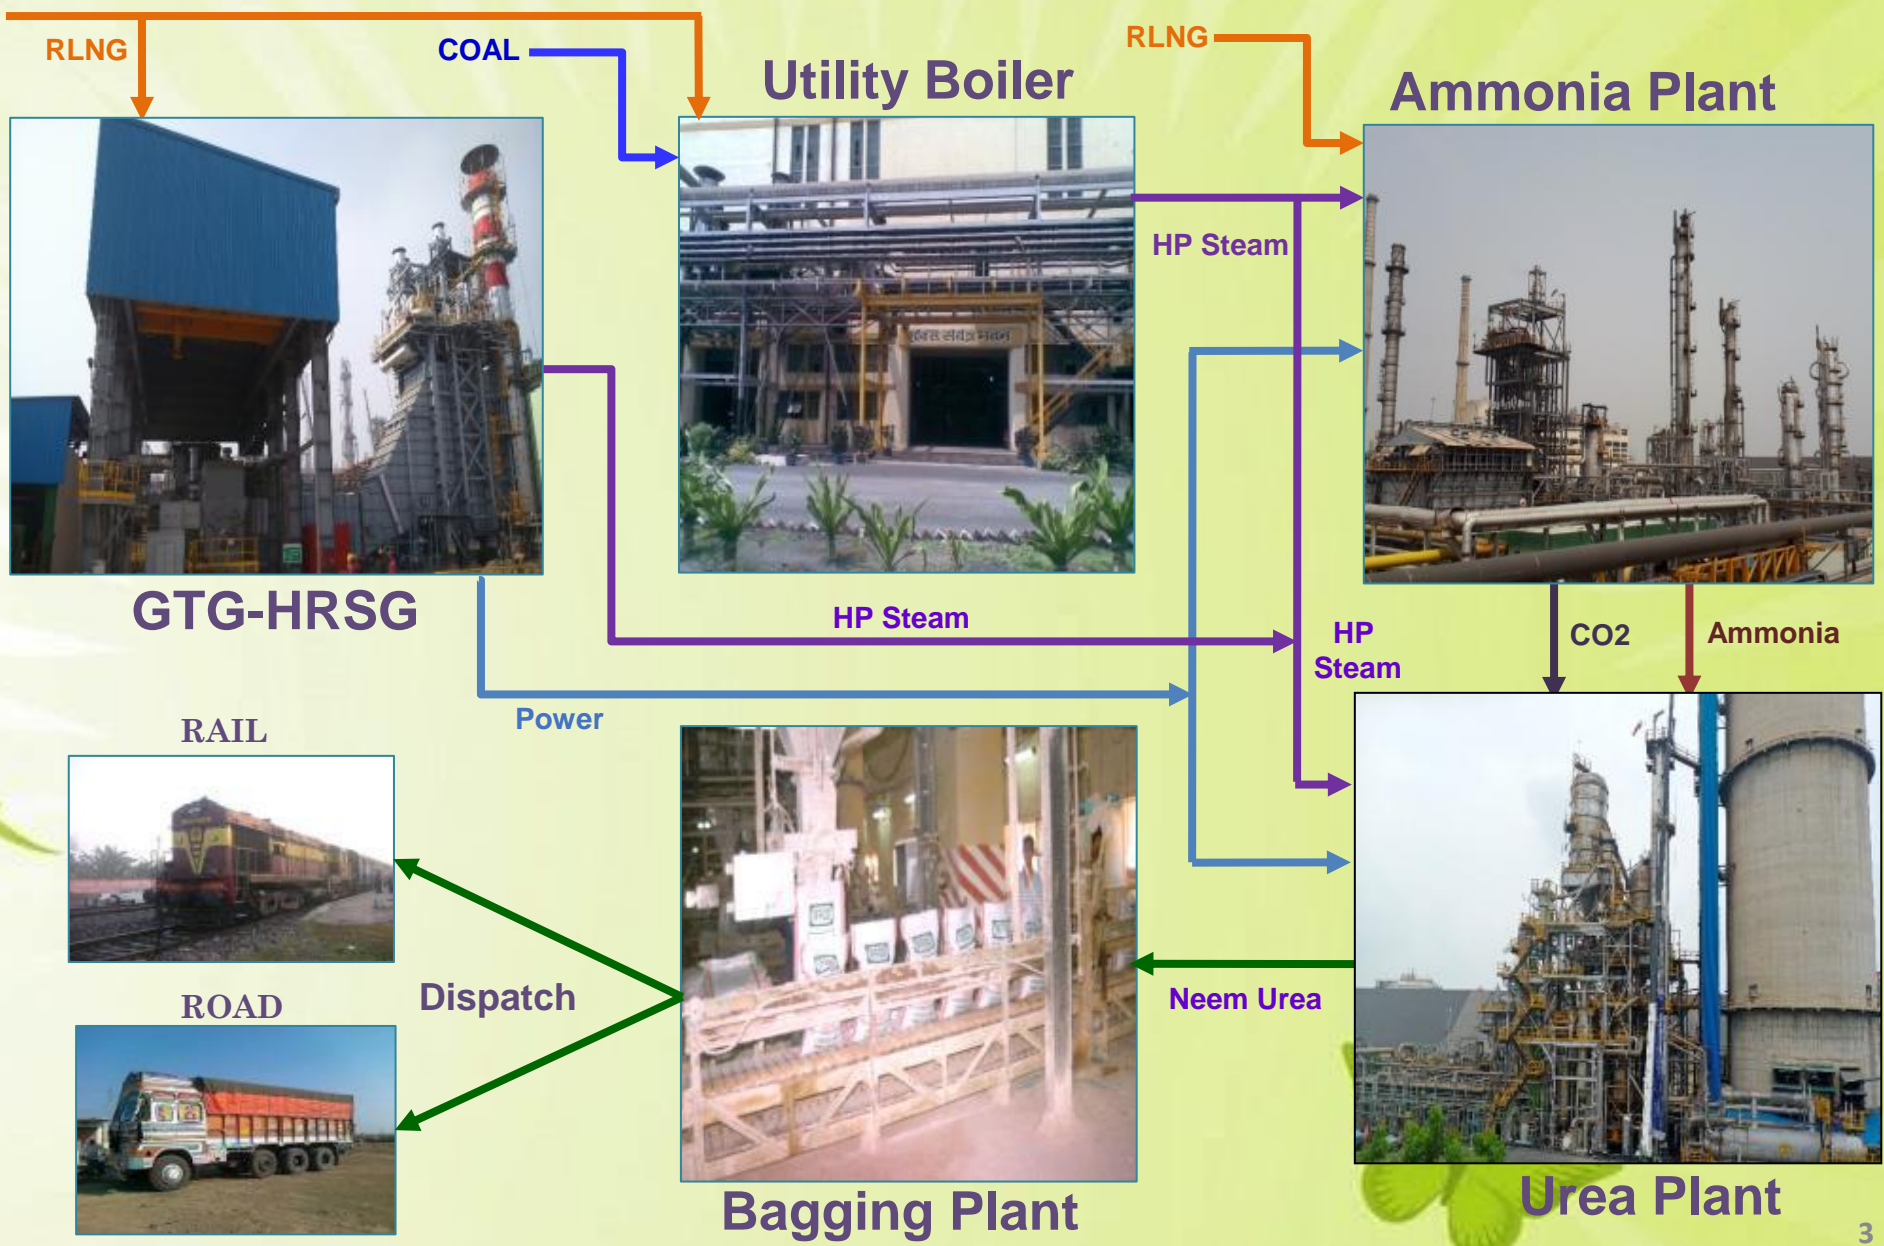 RLNG
COAL
RLNG
Utility Boiler
Ammonia Plant
HP Steam
GTG-HRSG
HP Steam
HP
Steam
CO2
Ammonia
Power
RAIL
ROAD
Dispatch
Neem Urea
Bagging Plant
Urea Plant
3